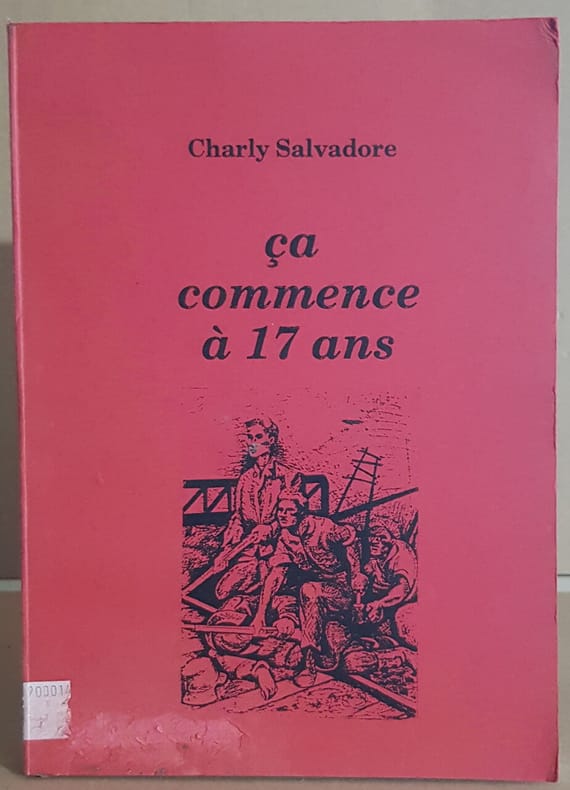 Charly Salvadore
ça
commence
à 17 ans